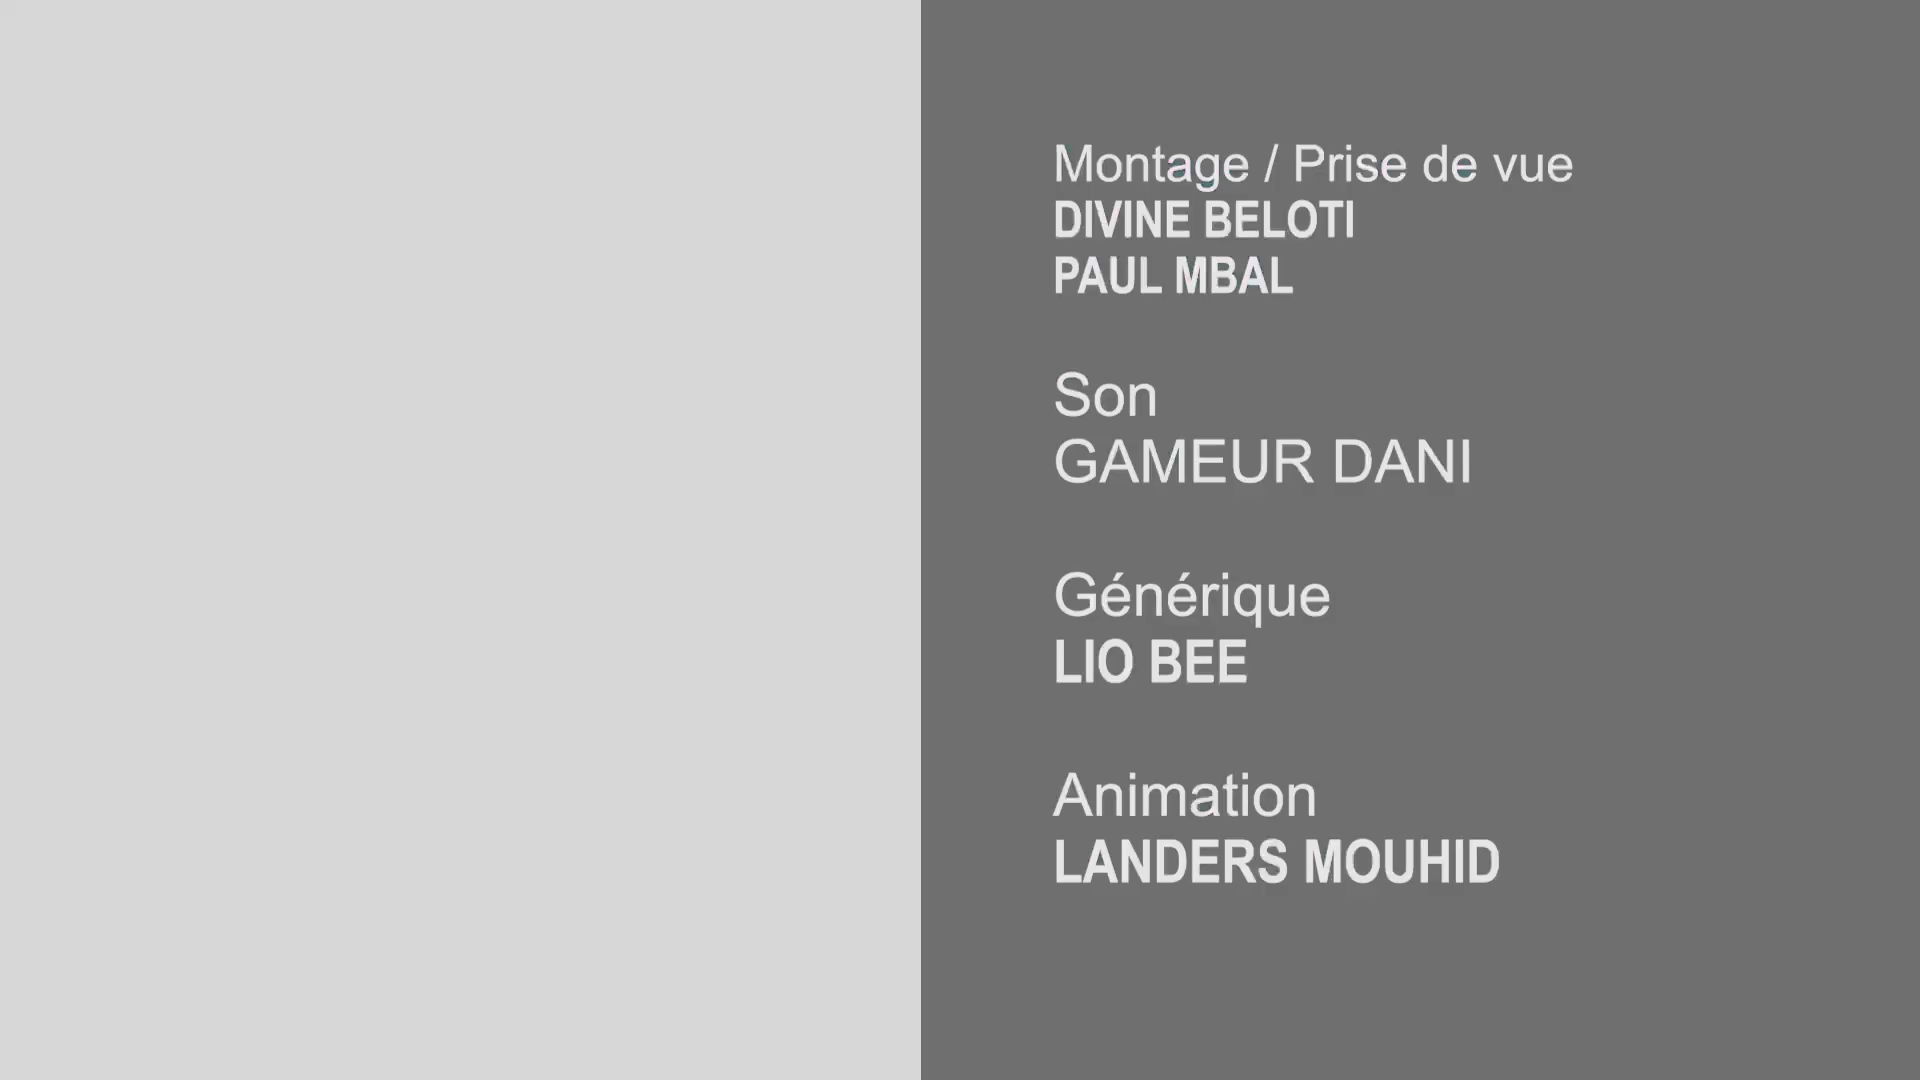 Montage / Prise de vue
DIVINE BELOTI
PAUL MBAL
Son
GAMEUR DANI
Générique
LIO BEE
Animation
LANDERS MOUHID